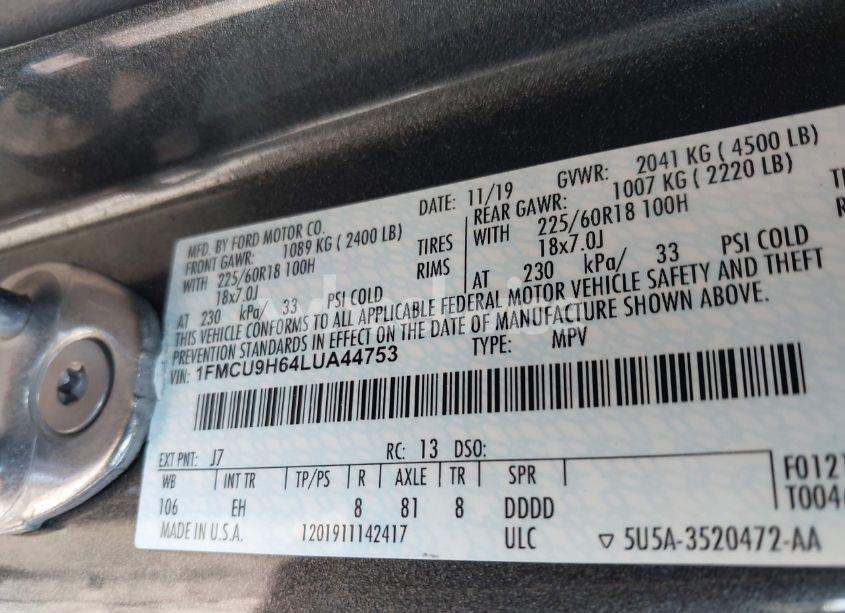 MFD. BY FORD MOTOR CO.
DATE: 11/19
GVWR: 2041 KG ( 4500 LB)
FRONT GAWR: 1089 KG ( 2400 LB)
REAR GAWR: 1007 KG ( 2220 LB)
WITH 225/60R18 100H TIRES
WITH 225/60R18 100H
18x7.0J RIMS
18x7.0J
AT 230 kPa/ 33 PSI COLD
AT 230 kPa/ 33 PSI COLD
THIS VEHICLE CONFORMS TO ALL APPLICABLE FEDERAL MOTOR VEHICLE SAFETY AND THEFT
PREVENTION STANDARDS IN EFFECT ON THE DATE OF MANUFACTURE SHOWN ABOVE.
VIN: 1FMCU9H64LUA44753
TYPE: MPV
EXT PNT: J7 RC: 13 DSO:
WB INT TR TP/PS R AXLE TR SPR
106 EH 8 81 8 DDDD
MADE IN U.S.A. 1201911142417 ULC
5U5A-3520472-AA